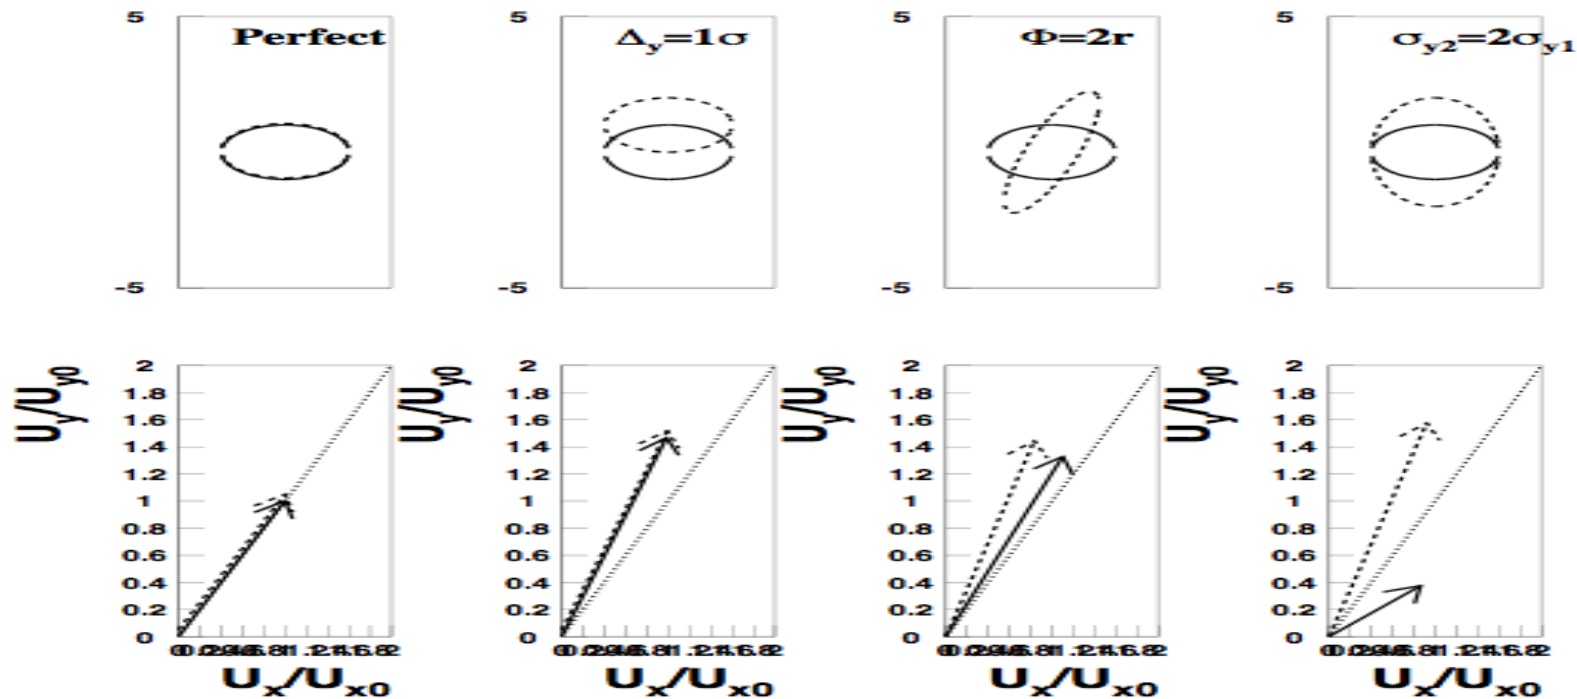 5 Perfect 5 Δy=1σ 5 Φ=2r 5 σy2=2σy1
-5 -5 -5 -5
Uy/Uy0 Uy/Uy0 Uy/Uy0 Uy/Uy0
2 2 2 2
1.8 1.8 1.8 1.8
1.6 1.6 1.6 1.6
1.4 1.4 1.4 1.4
1.2 1.2 1.2 1.2
1 1 1 1
0.8 0.8 0.8 0.8
0.6 0.6 0.6 0.6
0.4 0.4 0.4 0.4
0.2 0.2 0.2 0.2
0 0 0 0
Ux/Ux0 Ux/Ux0 Ux/Ux0 Ux/Ux0